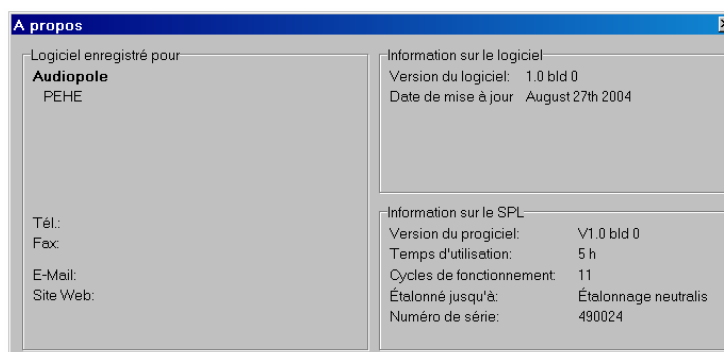 A propos
Logiciel enregistré pour
Audiopole
PEHE
Tél.:
Fax:
E-Mail:
Site Web:
Information sur le logiciel
Version du logiciel: 1.0 bld 0
Date de mise à jour August 27th 2004
Information sur le SPL
Version du progiciel: V1.0 bld 0
Temps d'utilisation: 5 h
Cycles de fonctionnement: 11
Étalonné jusqu'à: Étalonnage neutralis
Numéro de série: 490024